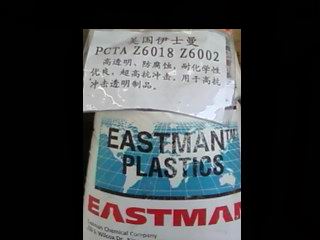 美国伊士曼
PCTA Z6018 Z6002
高透明、防腐蚀，耐化学性
优良，超高抗冲击、用于高抗
冲击透明制品。
EASTMAN™
PLASTICS
EASTMAN
Eastman Chemical Company